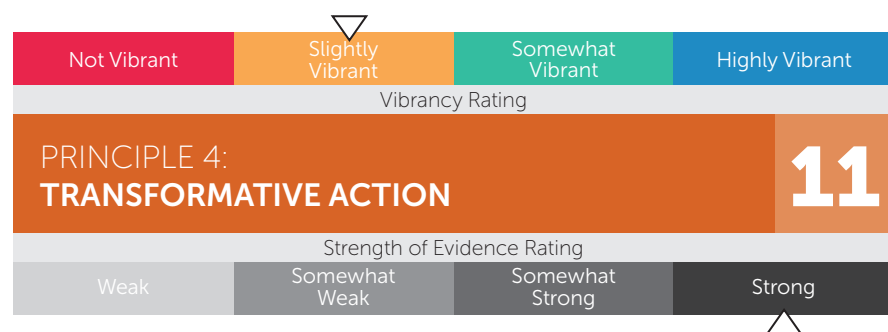 Not Vibrant
Slightly
Vibrant
Somewhat
Vibrant
Highly Vibrant
Vibrancy Rating
PRINCIPLE 4:
TRANSFORMATIVE ACTION
11
Strength of Evidence Rating
Weak
Somewhat
Weak
Somewhat
Strong
Strong